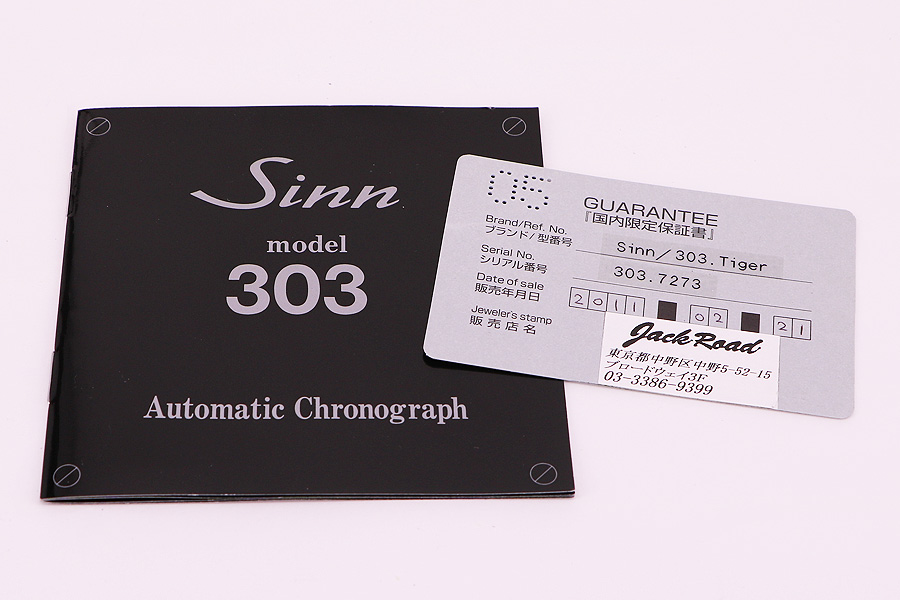 Sinn
model
303
Automatic Chronograph
05
GUARANTEE
『国内限定保証書』
Brand/Ref. No.
ブランド/型番号
Sinn/303.Tiger
Serial No.
シリアル番号
303.7273
Date of sale
販売年月日
2011 02 21
Jeweler's stamp
販売店名
Jack Road
東京都中野区中野5-52-15
ブロードウェイ3F
03-3386-9399